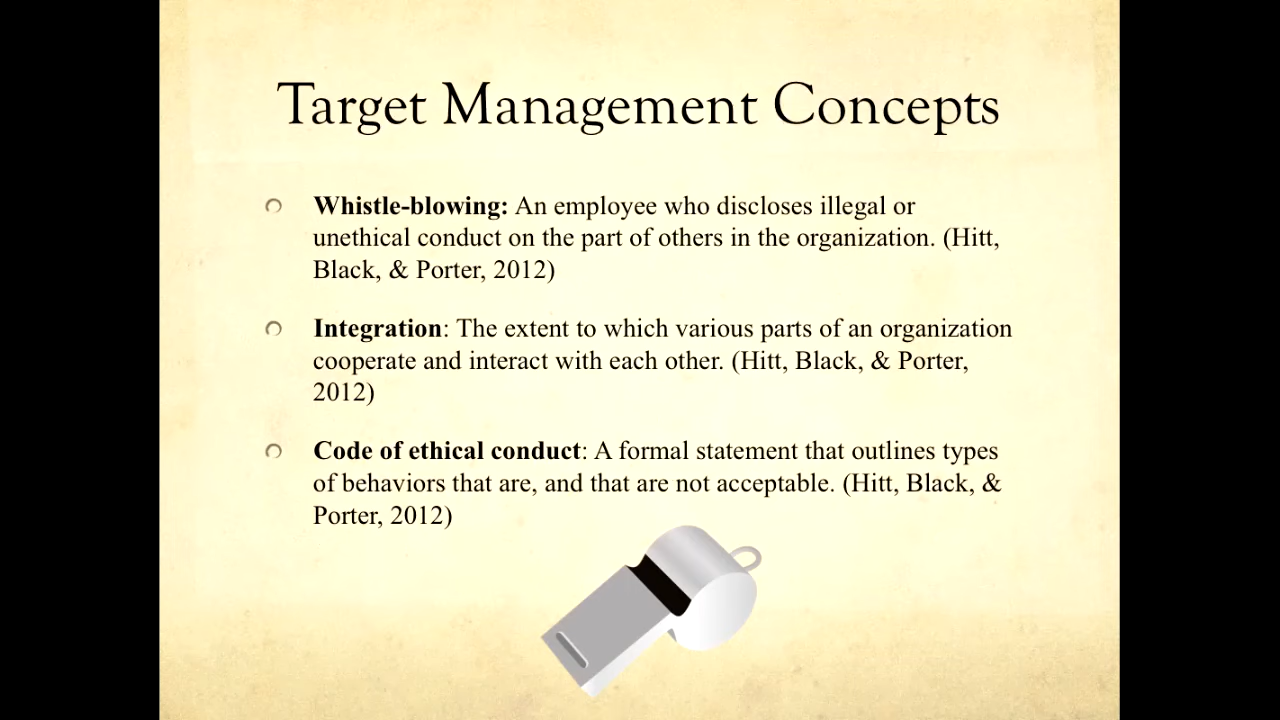 Target Management Concepts
Whistle-blowing: An employee who discloses illegal or
unethical conduct on the part of others in the organization. (Hitt,
Black, & Porter, 2012)
Integration: The extent to which various parts of an organization
cooperate and interact with each other. (Hitt, Black, & Porter,
2012)
Code of ethical conduct: A formal statement that outlines types
of behaviors that are, and that are not acceptable. (Hitt, Black, &
Porter, 2012)